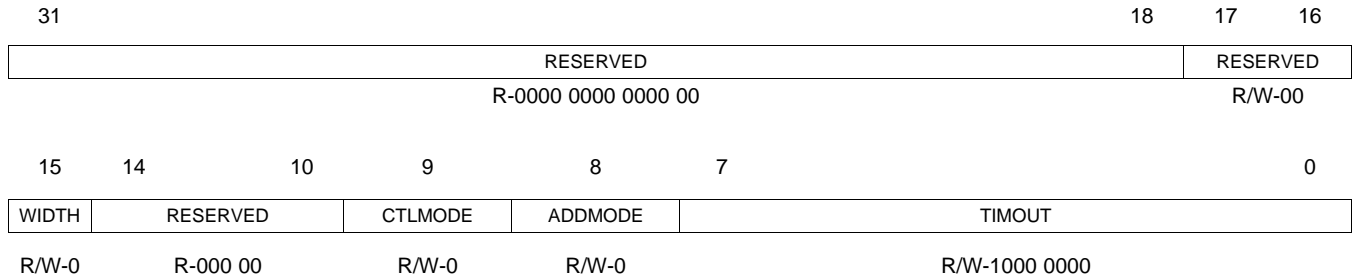 31 18 17 16
RESERVED RESERVED
R-0000 0000 0000 00 R/W-00
15 14 10 9 8 7 0
WIDTH RESERVED CTLMODE ADDMODE TIMOUT
R/W-0 R-000 00 R/W-0 R/W-0 R/W-1000 0000